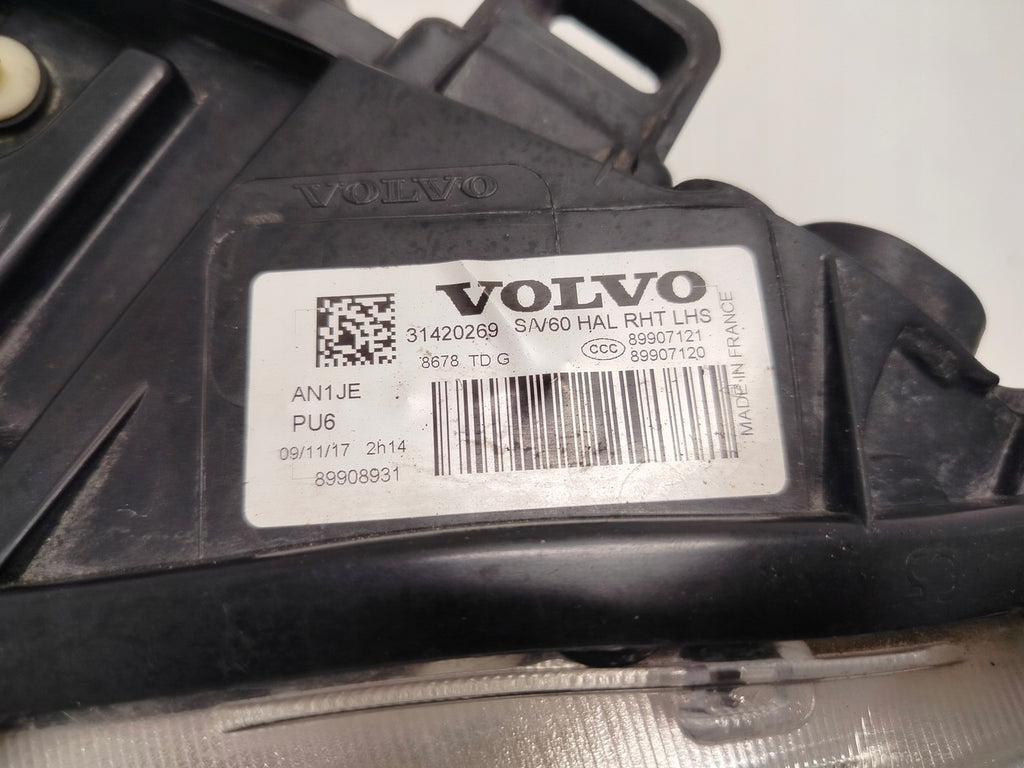 VOLVO
VOLVO
31420269 S/V60 HAL RHT LHS
8678 TD G CCC 89907121
89907120
AN1JE
PU6
09/11/17 2h14
89908931
MADE IN FRANCE